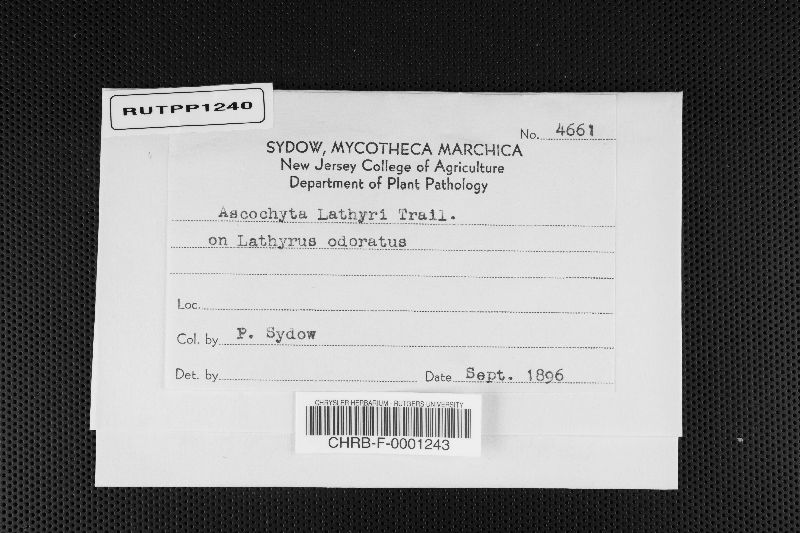 RUTPP1240
No. 4661
SYDOW, MYCOTHECA MARCHICA
New Jersey College of Agriculture
Department of Plant Pathology
Ascochyta Lathyri Trail.
on Lathyrus odoratus
Loc.
Col. by P. Sydow
Det. by Date Sept. 1896
CHRYSLER HERBARIUM - RUTGERS UNIVERSITY
CHRB-F-0001243